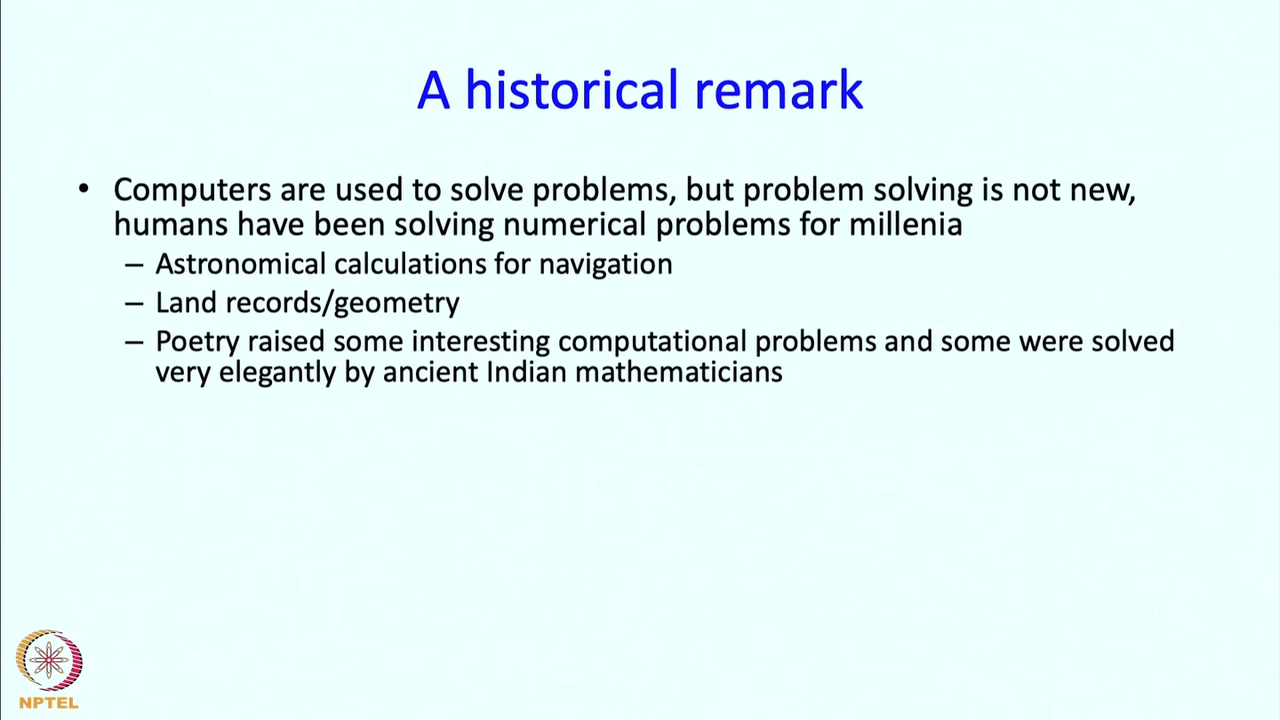 A historical remark
• Computers are used to solve problems, but problem solving is not new,
humans have been solving numerical problems for millenia
– Astronomical calculations for navigation
– Land records/geometry
– Poetry raised some interesting computational problems and some were solved
very elegantly by ancient Indian mathematicians
NPTEL